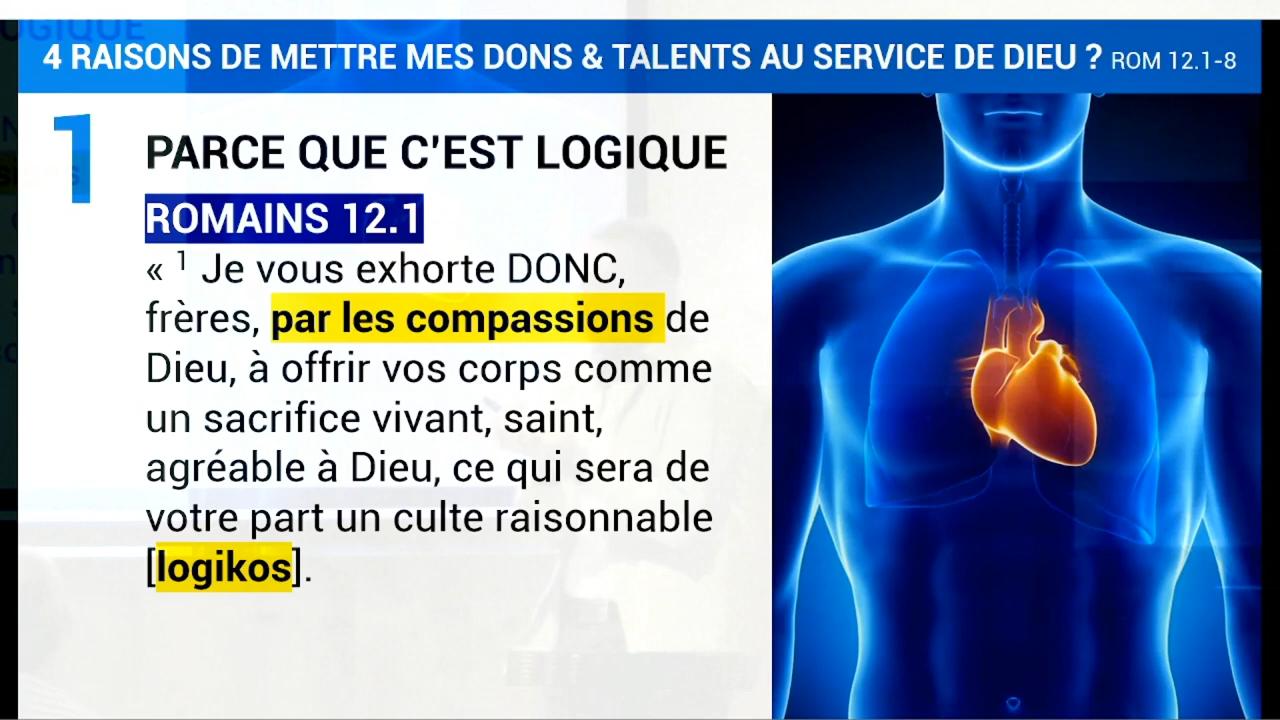 4 RAISONS DE METTRE MES DONS & TALENTS AU SERVICE DE DIEU ? ROM 12.1-8
1
PARCE QUE C'EST LOGIQUE
ROMAINS 12.1
« ¹ Je vous exhorte DONC,
frères, par les compassions de
Dieu, à offrir vos corps comme
un sacrifice vivant, saint,
agréable à Dieu, ce qui sera de
votre part un culte raisonnable
[logikos].